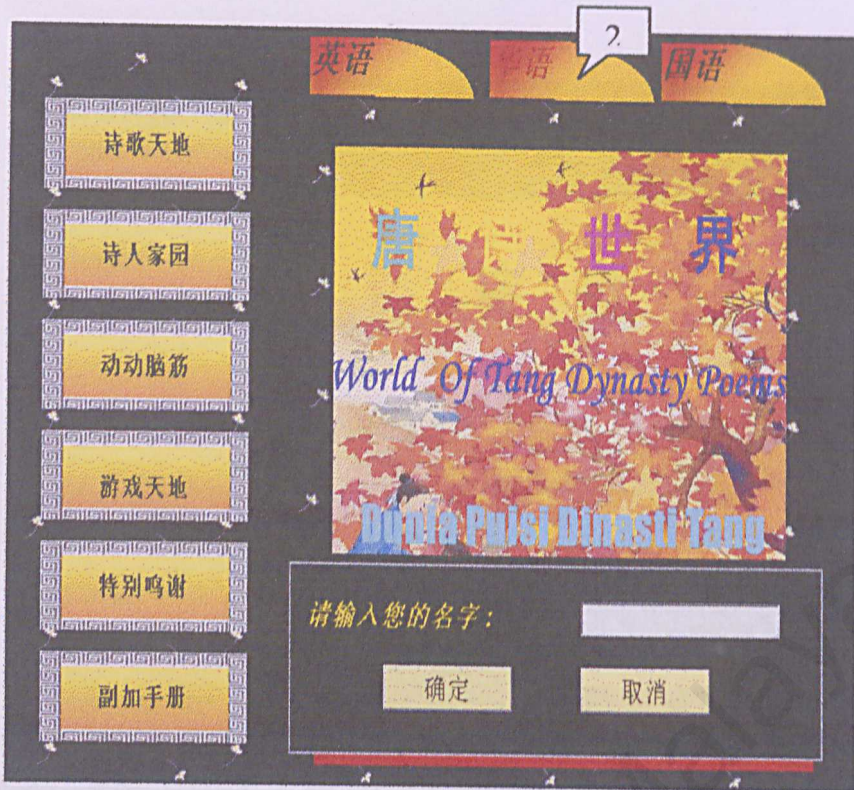 2
英语 华语 国语
诗歌天地
诗人家园
动动脑筋
游戏天地
特别鸣谢
副加手册
唐诗世界
World Of Tang Dynasty Poems
Dunia Puisi Dinasti Tang
请输入您的名字：
确定 取消